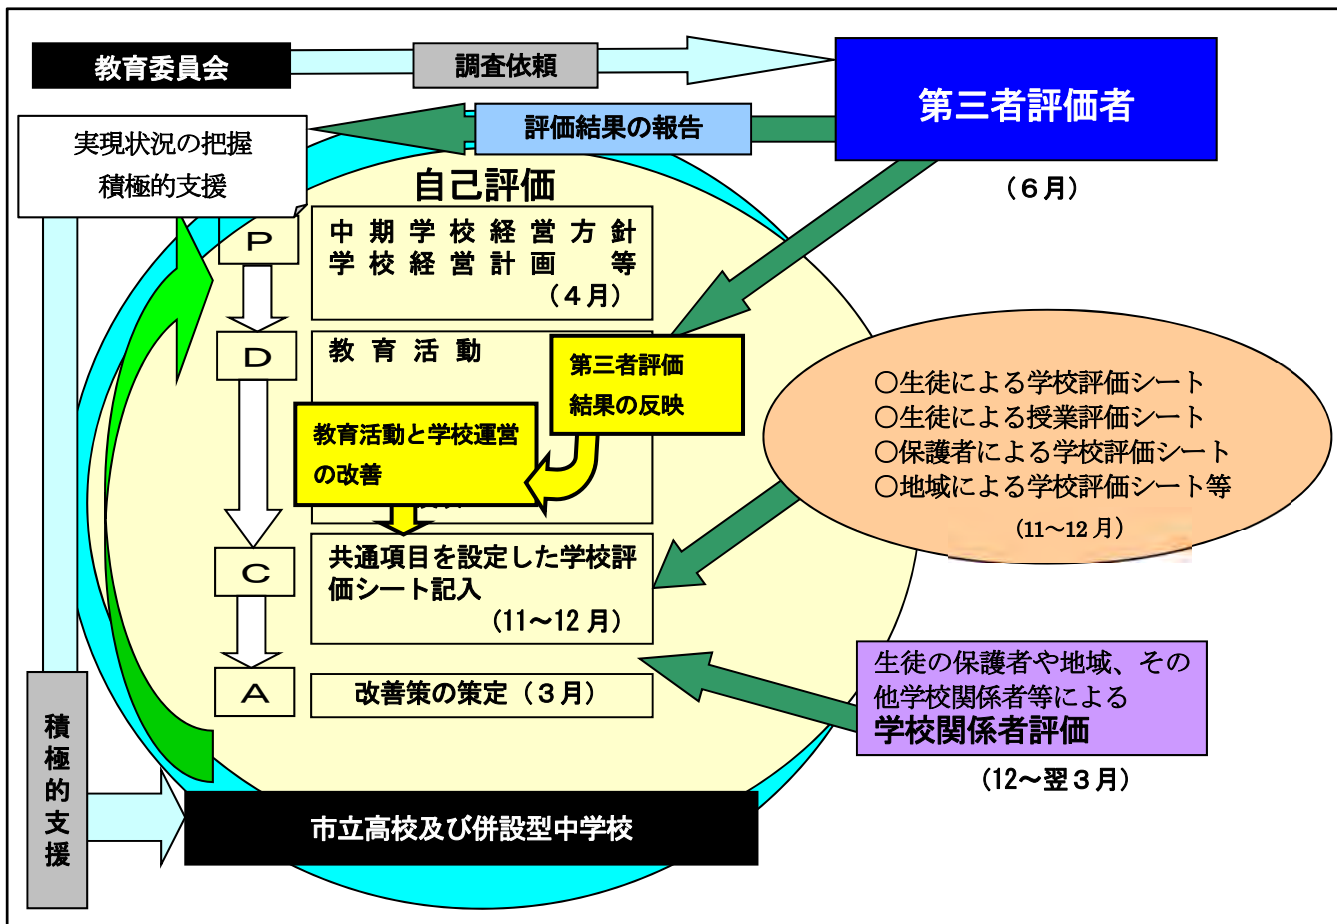 教育委員会
調査依頼
第三者評価者
(6月)
評価結果の報告
実現状況の把握
積極的支援
自己評価
P
中期学校経営方針
学校経営計画 等
(4月)
D
教育活動
第三者評価
結果の反映
教育活動と学校運営
の改善
○生徒による学校評価シート
○生徒による授業評価シート
○保護者による学校評価シート
○地域による学校評価シート等
(11～12月)
C
共通項目を設定した学校評
価シート記入
(11～12月)
A
改善策の策定(3月)
生徒の保護者や地域、その
他学校関係者等による
学校関係者評価
(12～翌3月)
積極的支援
市立高校及び併設型中学校